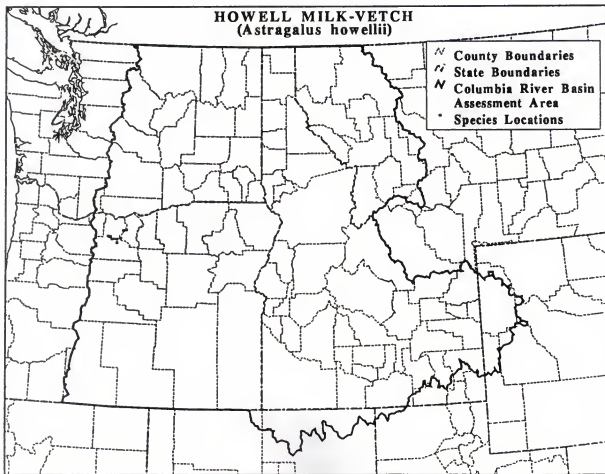 HOWELL MILK-VETCH
(Astragalus howellii)
County Boundaries
State Boundaries
Columbia River Basin
Assessment Area
Species Locations